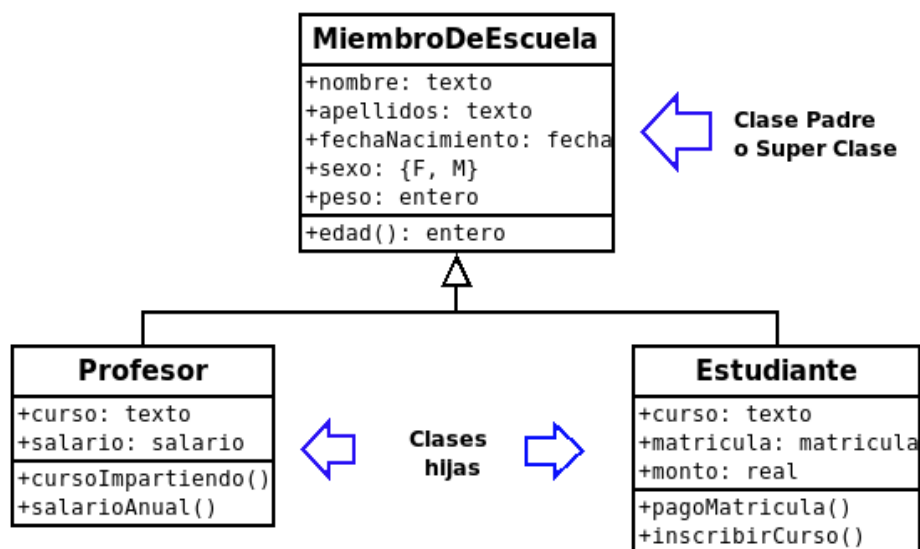 MiembroDeEscuela
+nombre: texto
+apellidos: texto
+fechaNacimiento: fecha
+sexo: {F, M}
+peso: entero
+edad(): entero
Clase Padre
o Super Clase
Profesor
+curso: texto
+salario: salario
+cursoImpartiendo()
+salarioAnual()
Clases
hijas
Estudiante
+curso: texto
+matricula: matricula
+monto: real
+pagoMatricula()
+inscribirCurso()